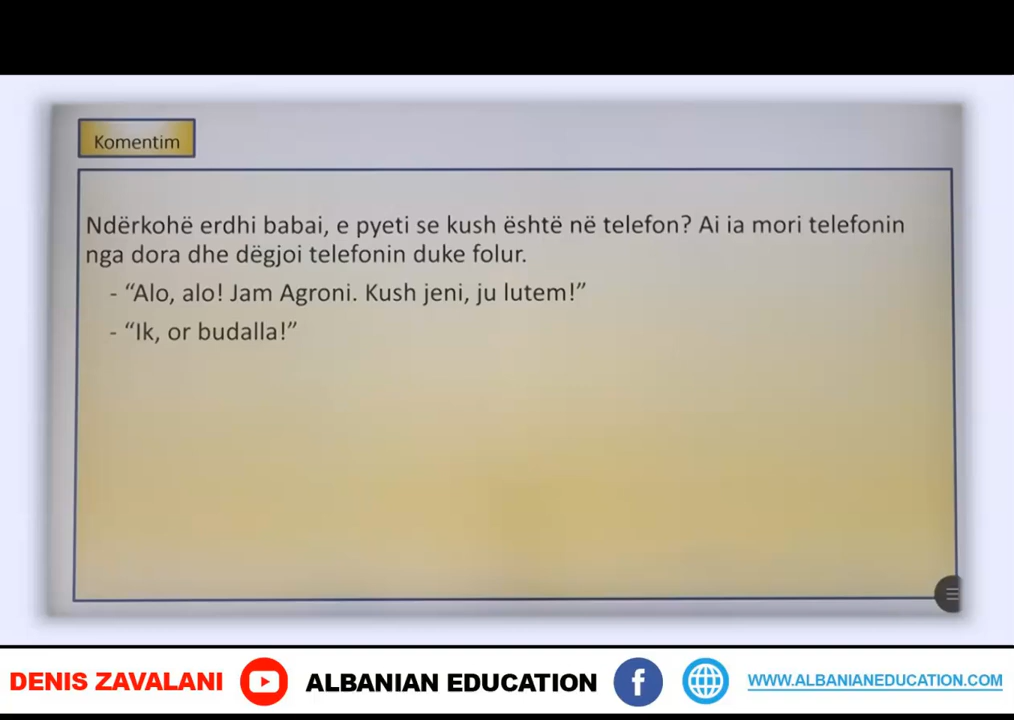 Komentim
Ndërkohë erdhi babai, e pyeti se kush është në telefon? Ai ia mori telefonin
nga dora dhe dëgjoi telefonin duke folur.
- “Alo, alo! Jam Agroni. Kush jeni, ju lutem!”
- “Ik, or budalla!”
DENIS ZAVALANI
ALBANIAN EDUCATION
f
WWW.ALBANIANEDUCATION.COM